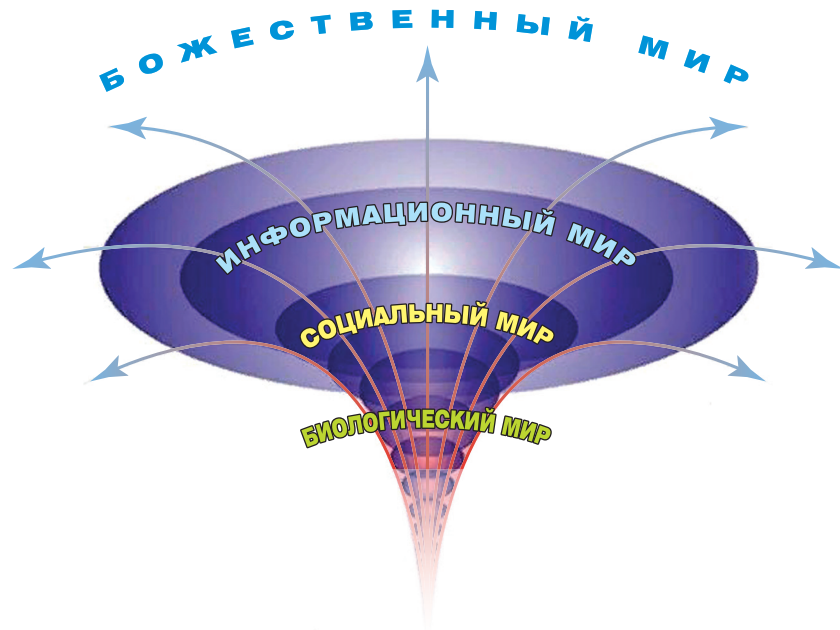 БОЖЕСТВЕННЫЙ МИР
ИНФОРМАЦИОННЫЙ МИР
СОЦИАЛЬНЫЙ МИР
БИОЛОГИЧЕСКИЙ МИР